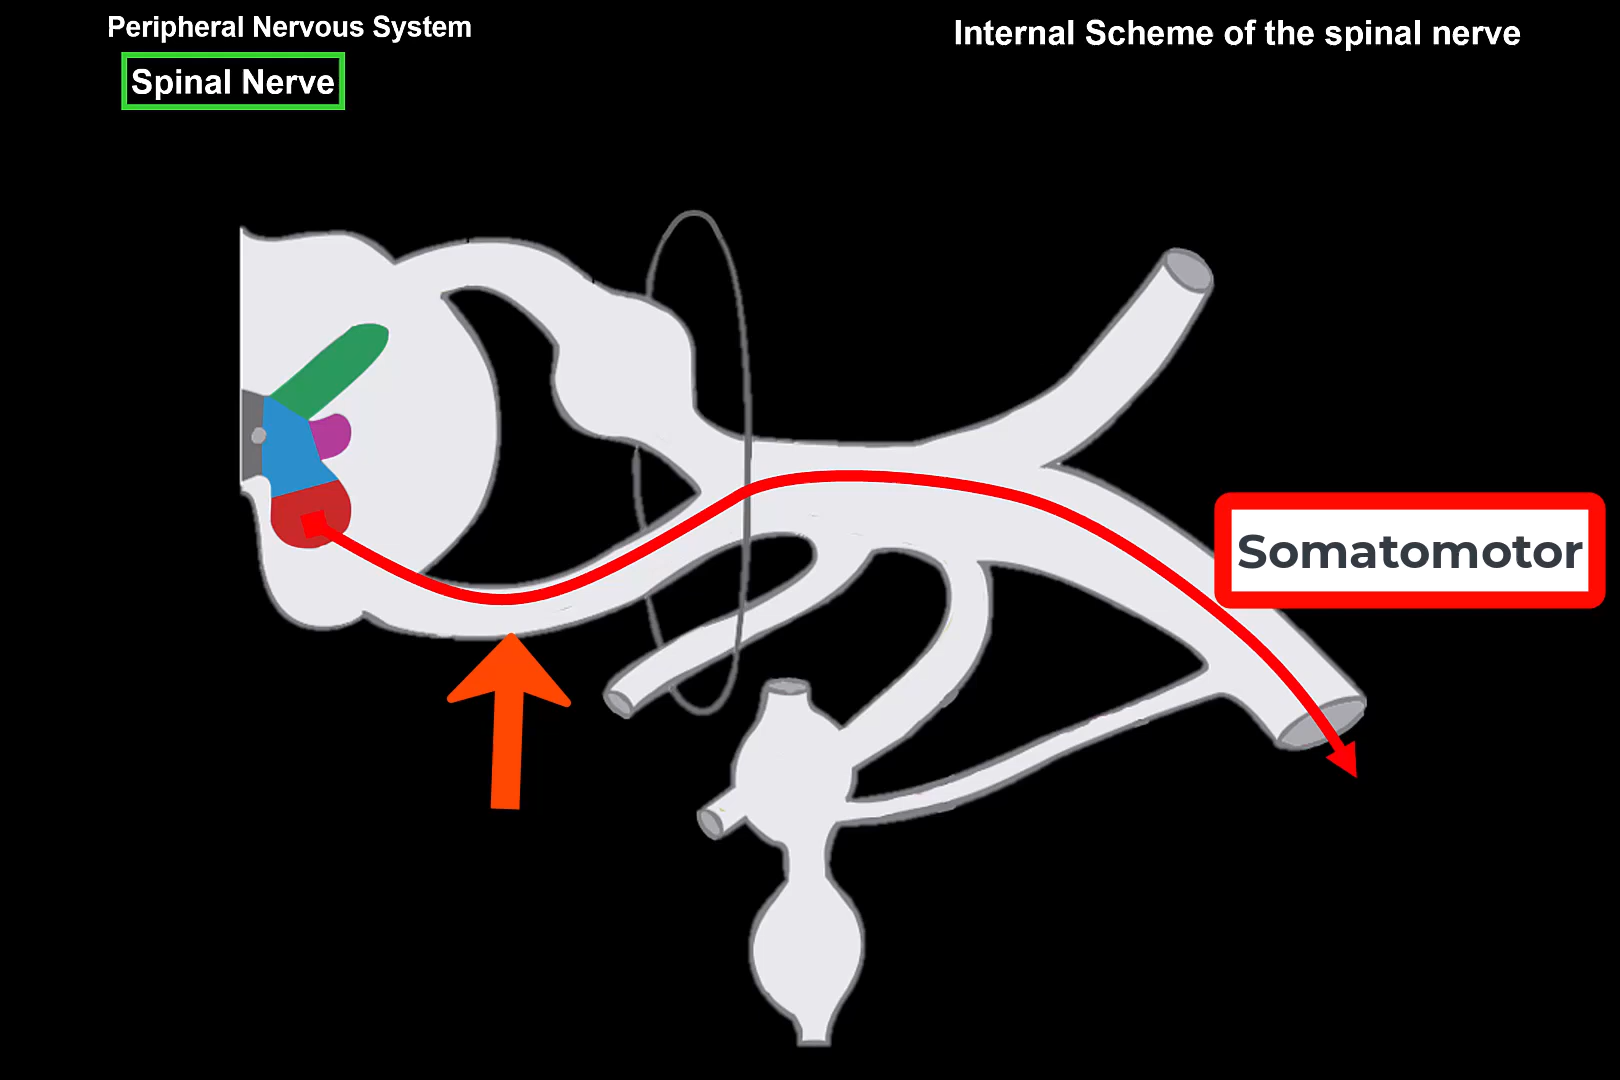 Peripheral Nervous System
Spinal Nerve
Internal Scheme of the spinal nerve
Somatomotor